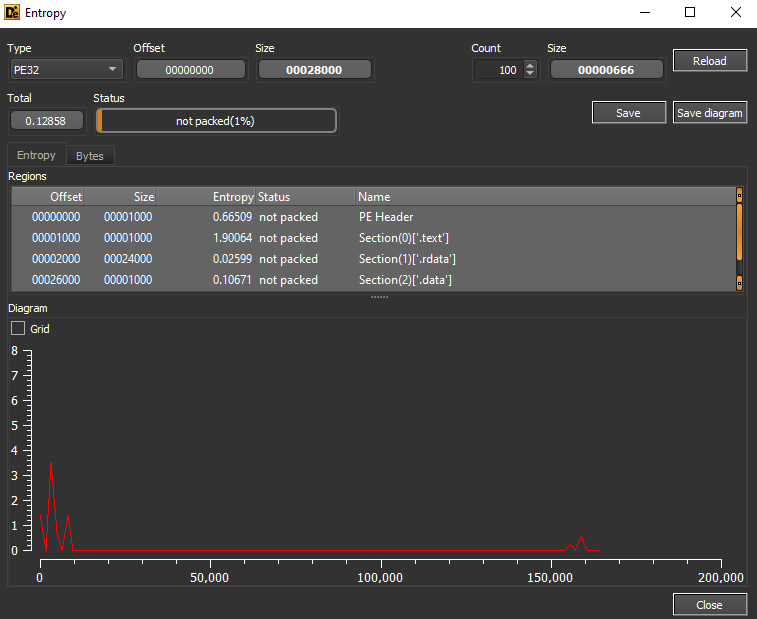 DE Entropy
Type Offset Size Count Size
PE32 00000000 00028000 100 00000666 Reload
Total Status
0.12858 not packed(1%) Save Save diagram
Entropy Bytes
Regions
Offset Size Entropy Status Name
00000000 00001000 0.66509 not packed PE Header
00001000 00001000 1.90064 not packed Section(0)['.text']
00002000 00024000 0.02599 not packed Section(1)['.rdata']
00026000 00001000 0.10671 not packed Section(2)['.data']
Diagram
Grid
8
7
6
5
4
3
2
1
0
0 50,000 100,000 150,000 200,000
Close